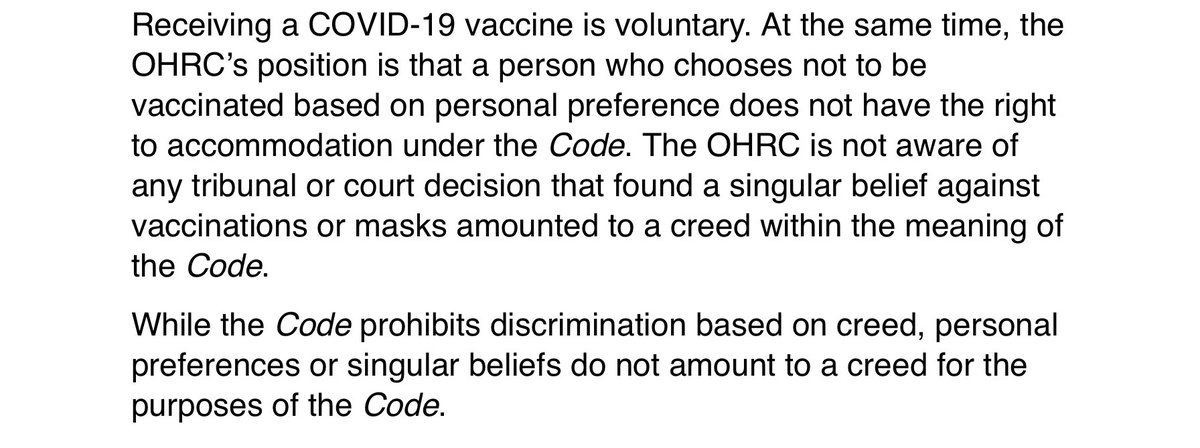 Receiving a COVID-19 vaccine is voluntary. At the same time, the
OHRC’s position is that a person who chooses not to be
vaccinated based on personal preference does not have the right
to accommodation under the Code. The OHRC is not aware of
any tribunal or court decision that found a singular belief against
vaccinations or masks amounted to a creed within the meaning of
the Code.
While the Code prohibits discrimination based on creed, personal
preferences or singular beliefs do not amount to a creed for the
purposes of the Code.